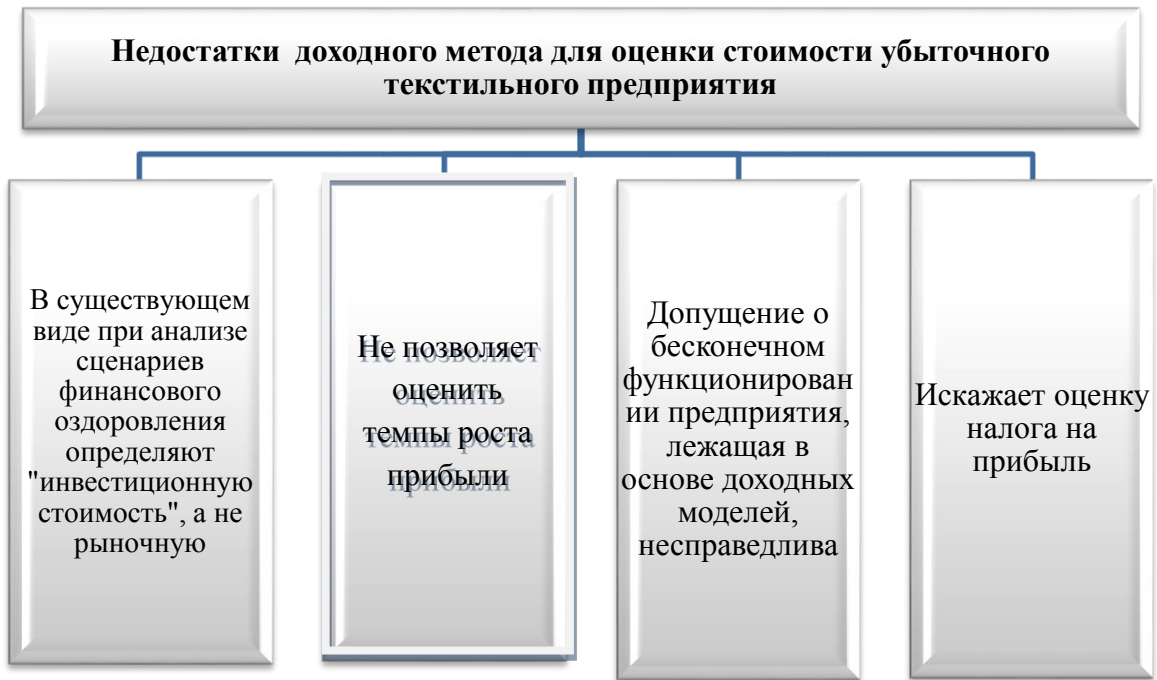 Недостатки доходного метода для оценки стоимости убыточного
текстильного предприятия
В существующем
виде при анализе
сценариев
финансового
оздоровления
определяют
"инвестиционную
стоимость", а не
рыночную
Не позволяет
оценить
темпы роста
прибыли
Допущение о
бесконечном
функционирован
ии предприятия,
лежащая в
основе доходных
моделей,
несправедлива
Искажает оценку
налога на
прибыль